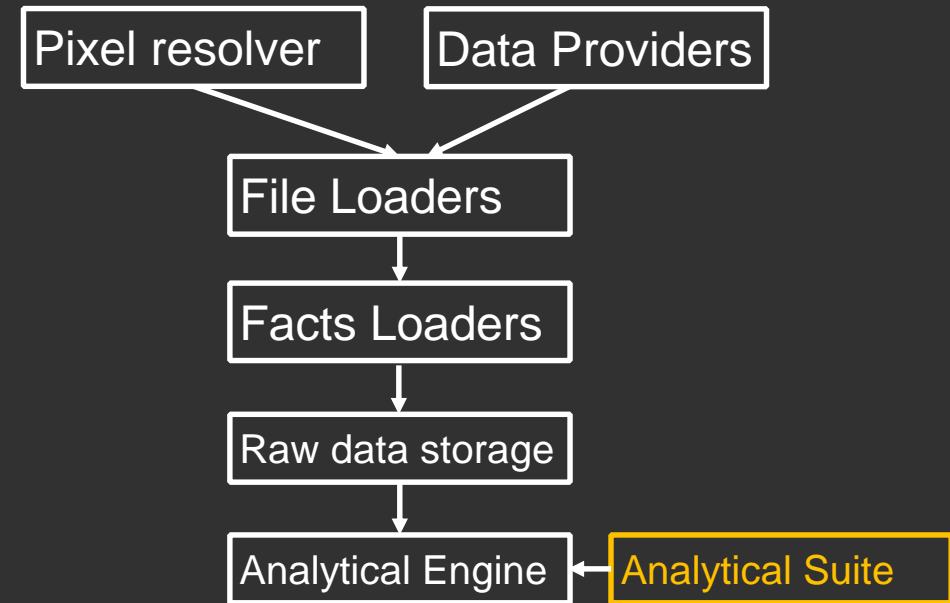 Pixel resolver
Data Providers
File Loaders
Facts Loaders
Raw data storage
Analytical Engine
Analytical Suite